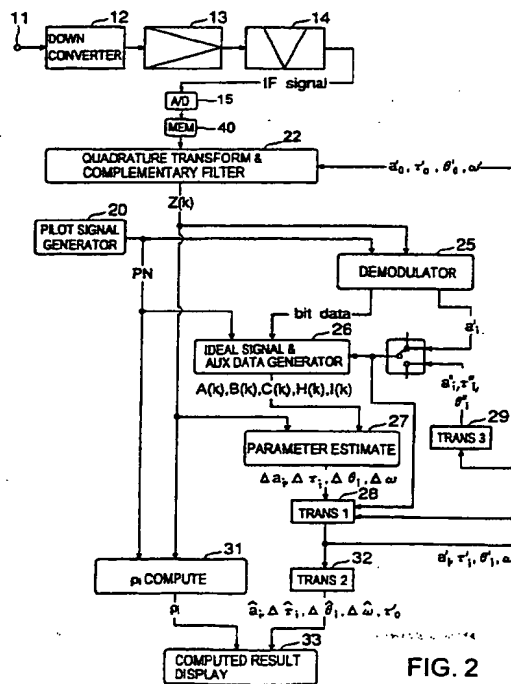 11
12
13
14
DOWN
CONVERTER
IF signal
A/D
15
MEM
40
22
QUADRATURE TRANSFORM &
COMPLEMENTARY FILTER
a'₀, τ'₀, θ'₀, ω
Z(k)
20
PILOT SIGNAL
GENERATOR
PN
25
DEMODULATOR
bit data
a'ᵢ
26
IDEAL SIGNAL &
AUX DATA GENERATOR
A(k),B(k),C(k),H(k),I(k)
a"ᵢ, τ"ᵢ,
θ"ᵢ
29
TRANS 3
27
PARAMETER ESTIMATE
Δaᵢ, Δτᵢ, Δθᵢ, Δω
28
TRANS 1
a'ᵢ, τ'ᵢ, θ'ᵢ,
31
ρᵢ COMPUTE
32
TRANS 2
ρᵢ
âᵢ, Δτ̂ᵢ, Δθ̂ᵢ, Δω̂, τ'₀
33
COMPUTED RESULT
DISPLAY
FIG. 2